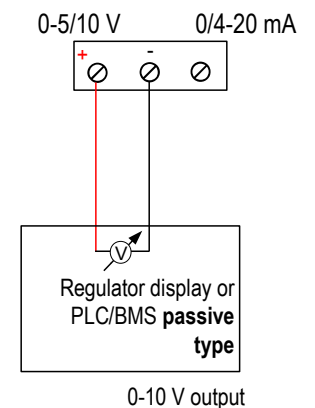 0-5/10 V 0/4-20 mA
+ -
V
Regulator display or
PLC/BMS passive
type
0-10 V output